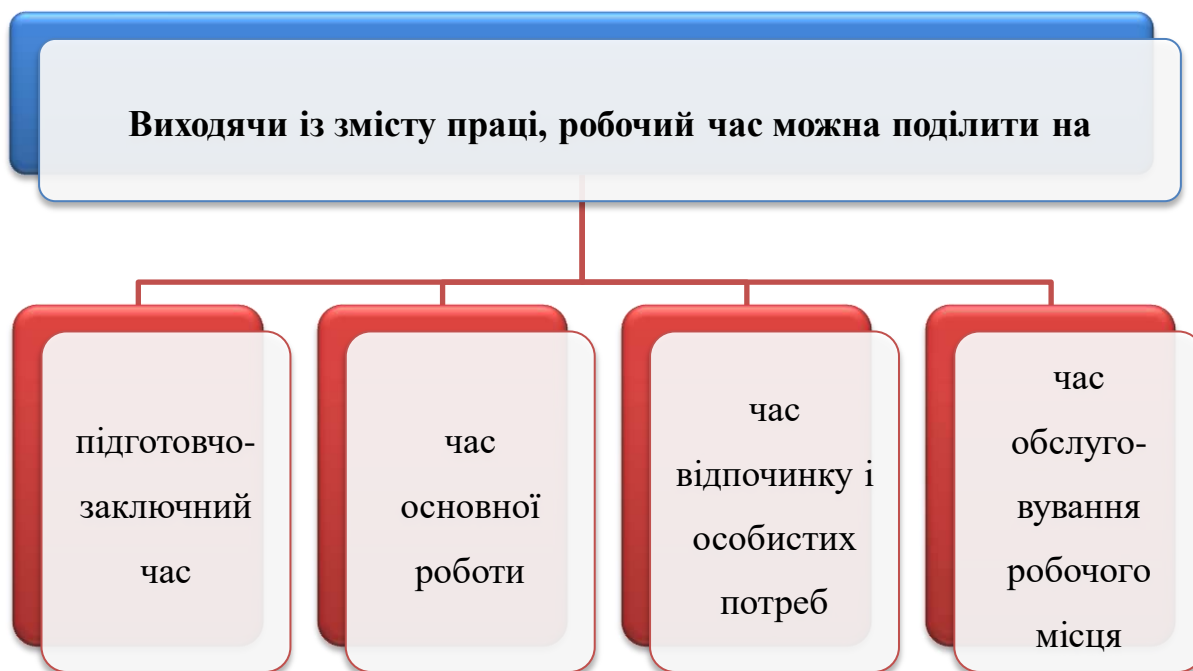 Виходячи із змісту праці, робочий час можна поділити на
підготовчо-
заключний
час
час
основної
роботи
час
відпочинку і
особистих
потреб
час
обслуго-
вування
робочого
місця